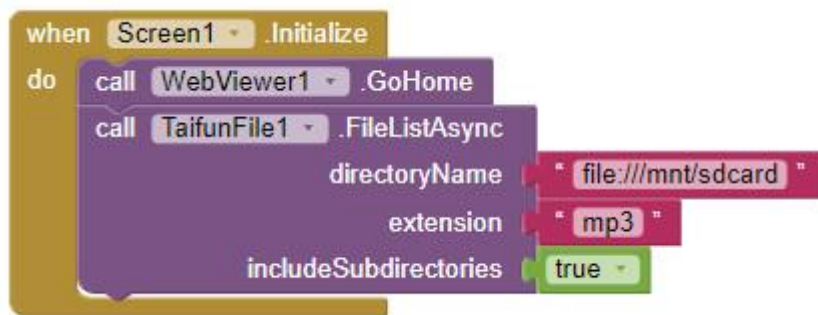 when Screen1 .Initialize
do call WebViewer1 .GoHome
call TaifunFile1 .FileListAsync
directoryName " file:///mnt/sdcard "
extension " mp3 "
includeSubdirectories true